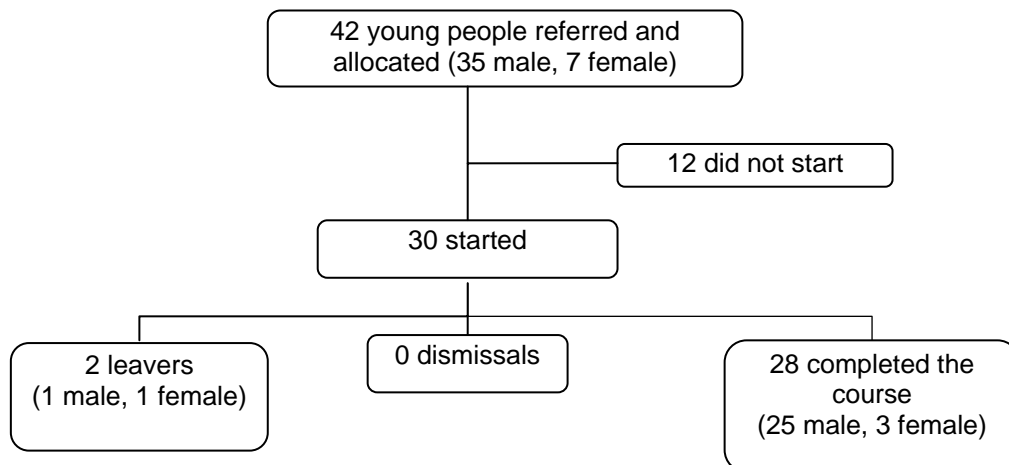 42 young people referred and
allocated (35 male, 7 female)
12 did not start
30 started
2 leavers
(1 male, 1 female)
0 dismissals
28 completed the
course
(25 male, 3 female)